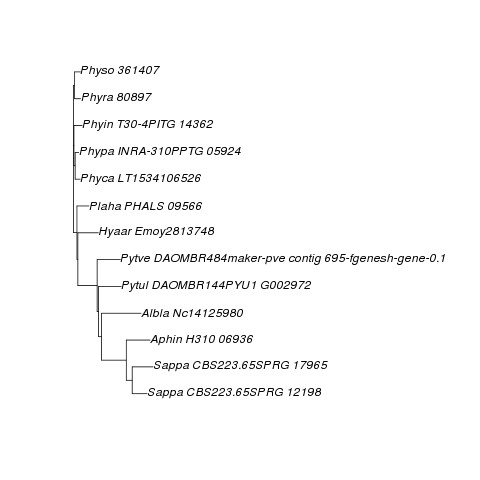 Physo 361407
Phyra 80897
Phyin T30-4PITG 14362
Phypa INRA-310PPTG 05924
Phyca LT1534106526
Plaha PHALS 09566
Hyaar Emoy2813748
Pytve DAOMBR484maker-pve contig 695-fgenesh-gene-0.1
Pytul DAOMBR144PYU1 G002972
Albla Nc14125980
Aphin H310 06936
Sappa CBS223.65SPRG 17965
Sappa CBS223.65SPRG 12198